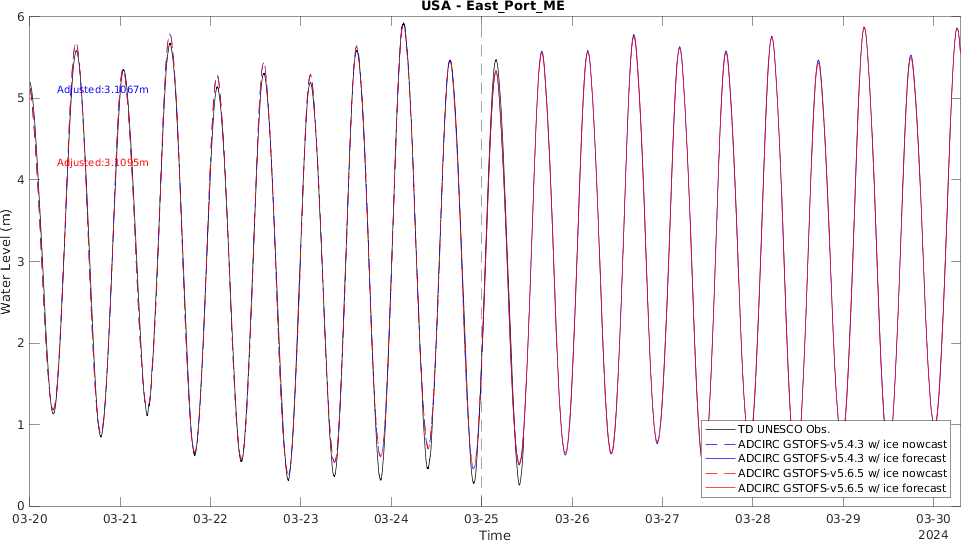 USA - East_Port_ME
6
5
4
3
2
1
0
Water Level (m)
Adjusted:3.1067m
Adjusted:3.1095m
TD UNESCO Obs.
ADCIRC GSTOFS-v5.4.3 w/ ice nowcast
ADCIRC GSTOFS-v5.4.3 w/ ice forecast
ADCIRC GSTOFS-v5.6.5 w/ ice nowcast
ADCIRC GSTOFS-v5.6.5 w/ ice forecast
03-20 03-21 03-22 03-23 03-24 03-25 03-26 03-27 03-28 03-29 03-30
Time
2024